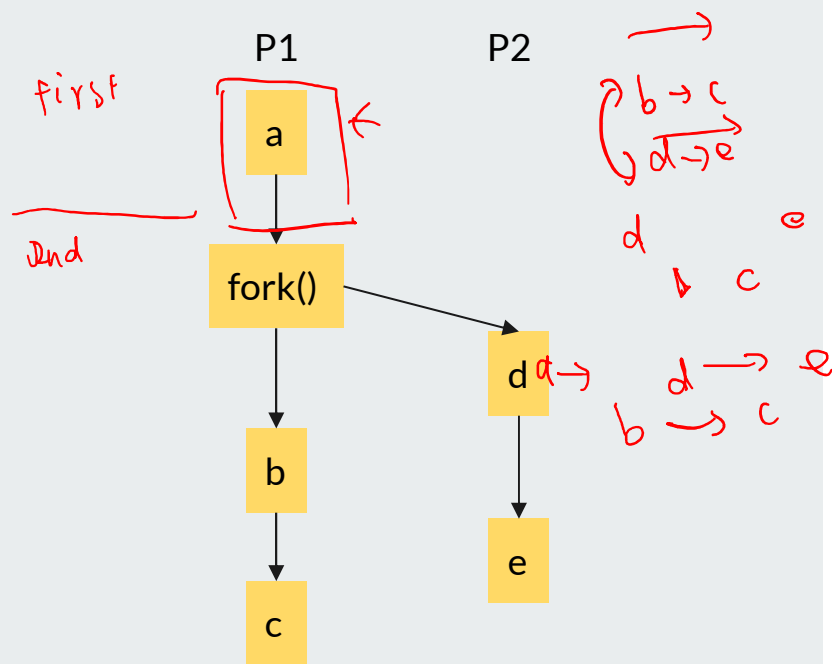 P1
P2
first
a
b → c
d → e
2nd
d e
fork()
c
d
a → d → e
b → c
b
e
c